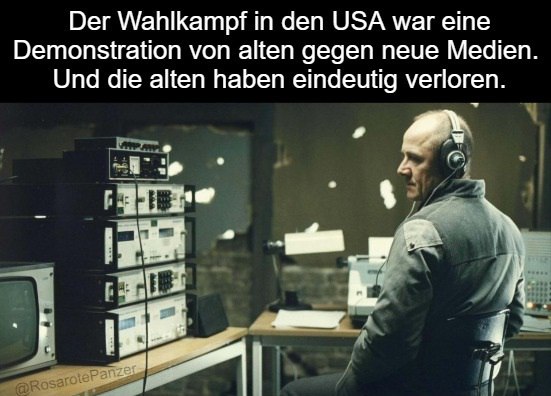 Der Wahlkampf in den USA war eine
Demonstration von alten gegen neue Medien.
Und die alten haben eindeutig verloren.
@RosarotePanzer